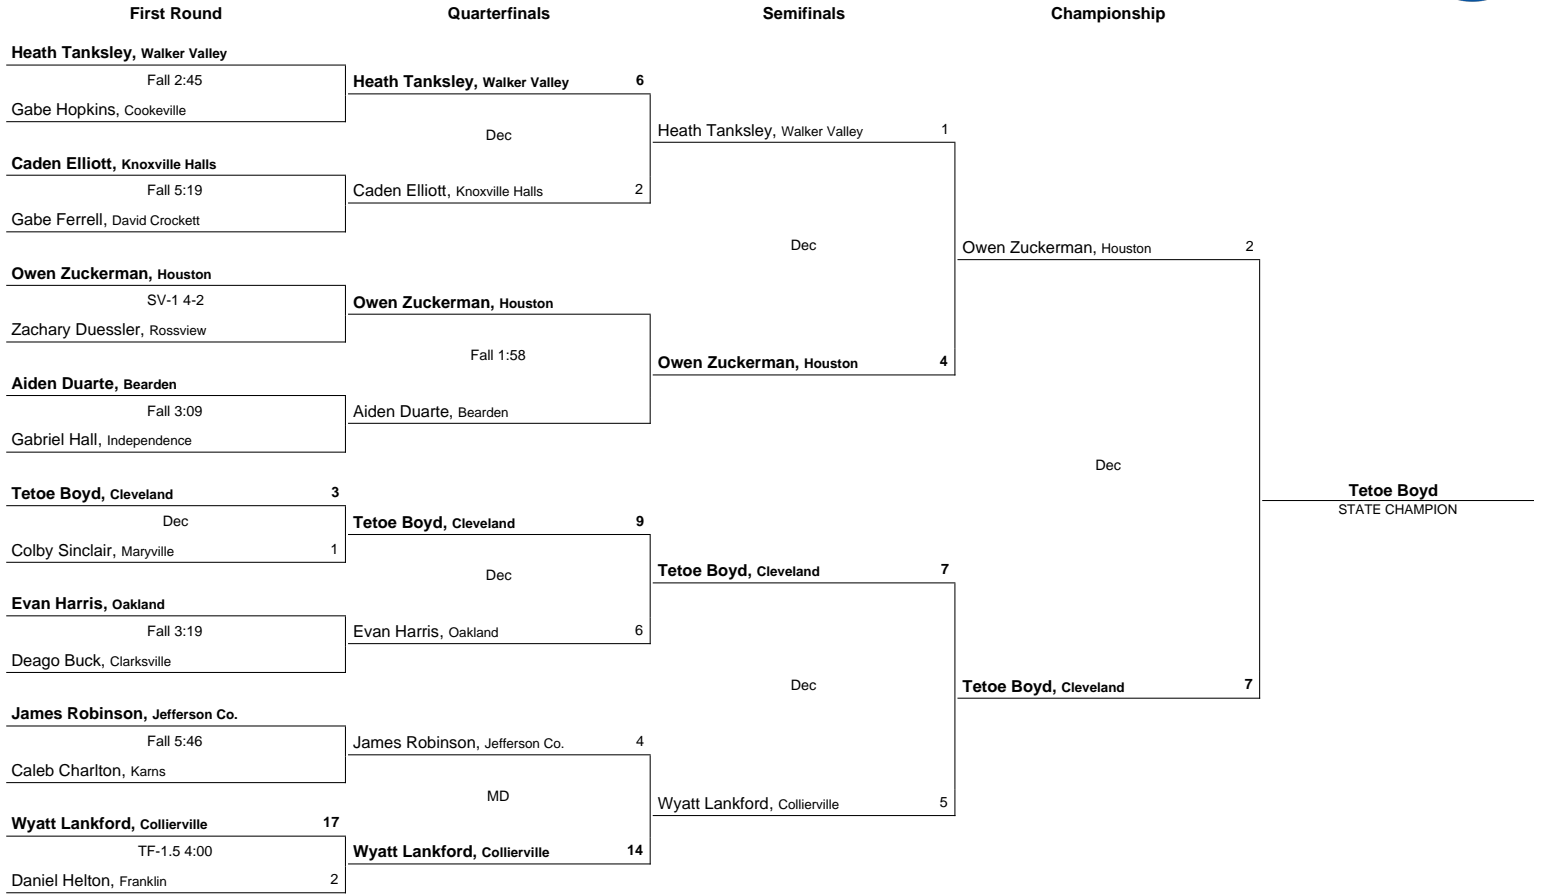 First Round
Quarterfinals
Semifinals
Championship
Heath Tanksley, Walker Valley
Fall 2:45
Gabe Hopkins, Cookeville
Caden Elliott, Knoxville Halls
Fall 5:19
Gabe Ferrell, David Crockett
Owen Zuckerman, Houston
SV-1 4-2
Zachary Duessler, Rossview
Aiden Duarte, Bearden
Fall 3:09
Gabriel Hall, Independence
Tetoe Boyd, Cleveland 3
Dec
Colby Sinclair, Maryville 1
Evan Harris, Oakland
Fall 3:19
Deago Buck, Clarksville
James Robinson, Jefferson Co.
Fall 5:46
Caleb Charlton, Karns
Wyatt Lankford, Collierville 17
TF-1.5 4:00
Daniel Helton, Franklin 2
Heath Tanksley, Walker Valley 6
Dec
Caden Elliott, Knoxville Halls 2
Owen Zuckerman, Houston
Fall 1:58
Aiden Duarte, Bearden
Tetoe Boyd, Cleveland 9
Dec
Evan Harris, Oakland 6
James Robinson, Jefferson Co. 4
MD
Wyatt Lankford, Collierville 14
Heath Tanksley, Walker Valley 1
Dec
Owen Zuckerman, Houston 4
Tetoe Boyd, Cleveland 7
Dec
Wyatt Lankford, Collierville 5
Owen Zuckerman, Houston 2
Dec
Tetoe Boyd, Cleveland 7
Tetoe Boyd
STATE CHAMPION